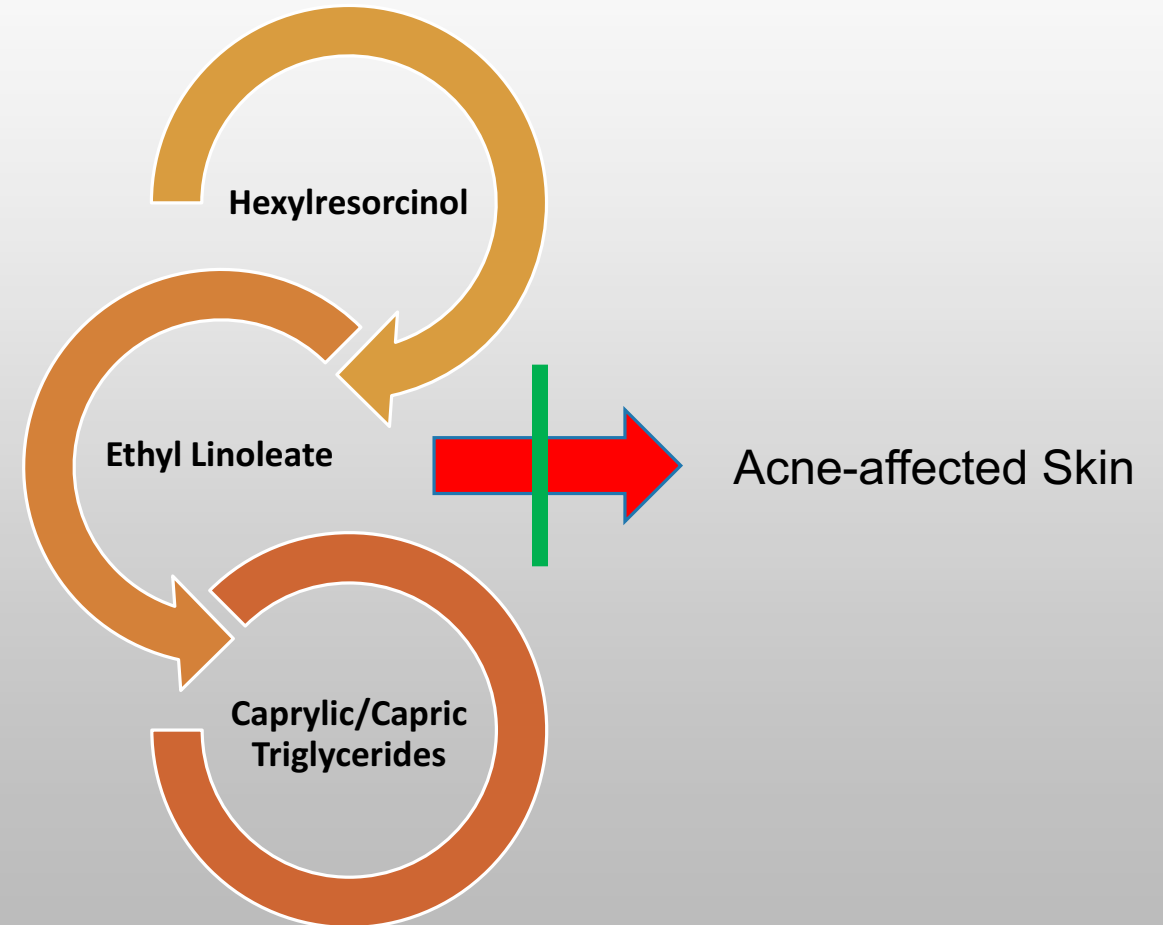 Hexylresorcinol
Ethyl Linoleate
Acne-affected Skin
Caprylic/Capric
Triglycerides